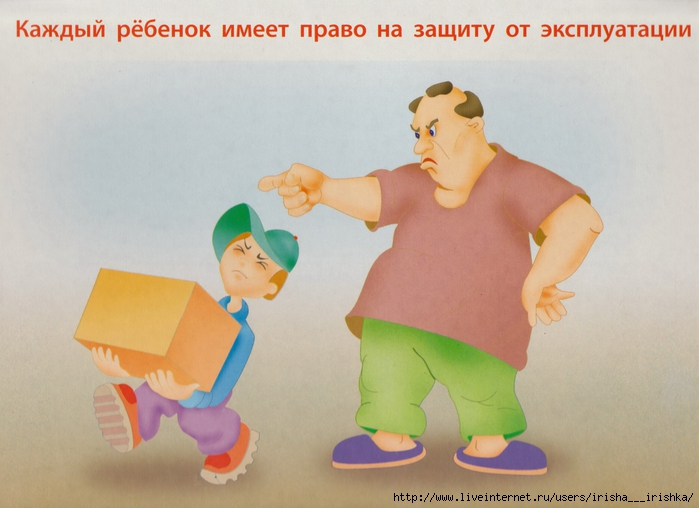 Каждый рёбенок имеет право на защиту от эксплуатации
http://www.liveinternet.ru/users/irisha___irishka/